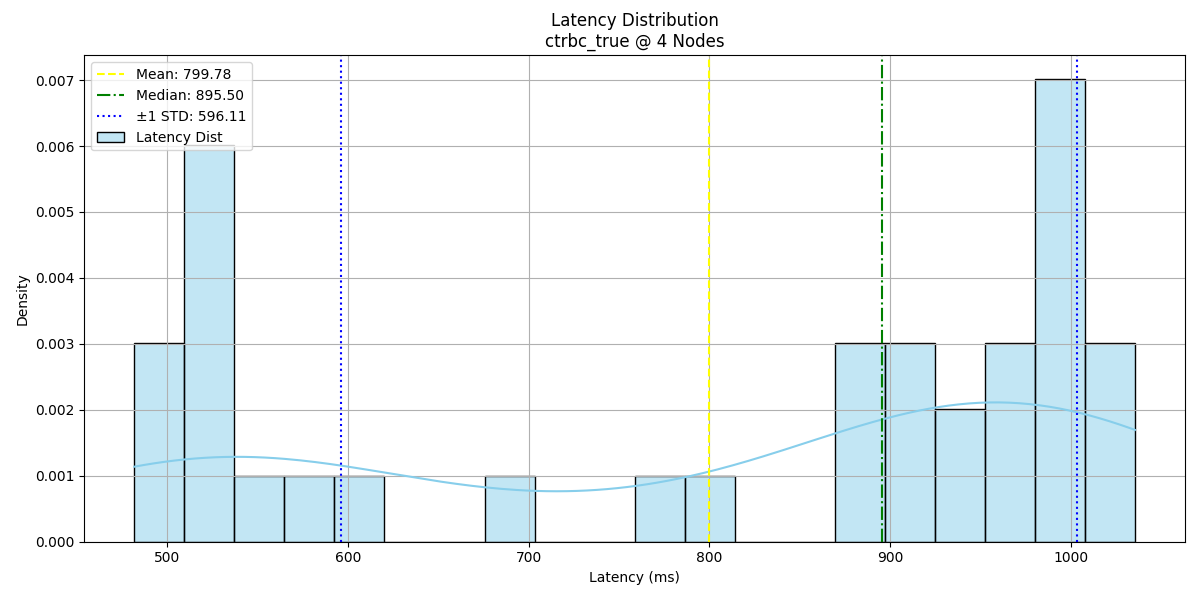 Latency Distribution
ctrbc_true @ 4 Nodes
Mean: 799.78
Median: 895.50
±1 STD: 596.11
Latency Dist
Density
0.007
0.006
0.005
0.004
0.003
0.002
0.001
0.000
500 600 700 800 900 1000
Latency (ms)